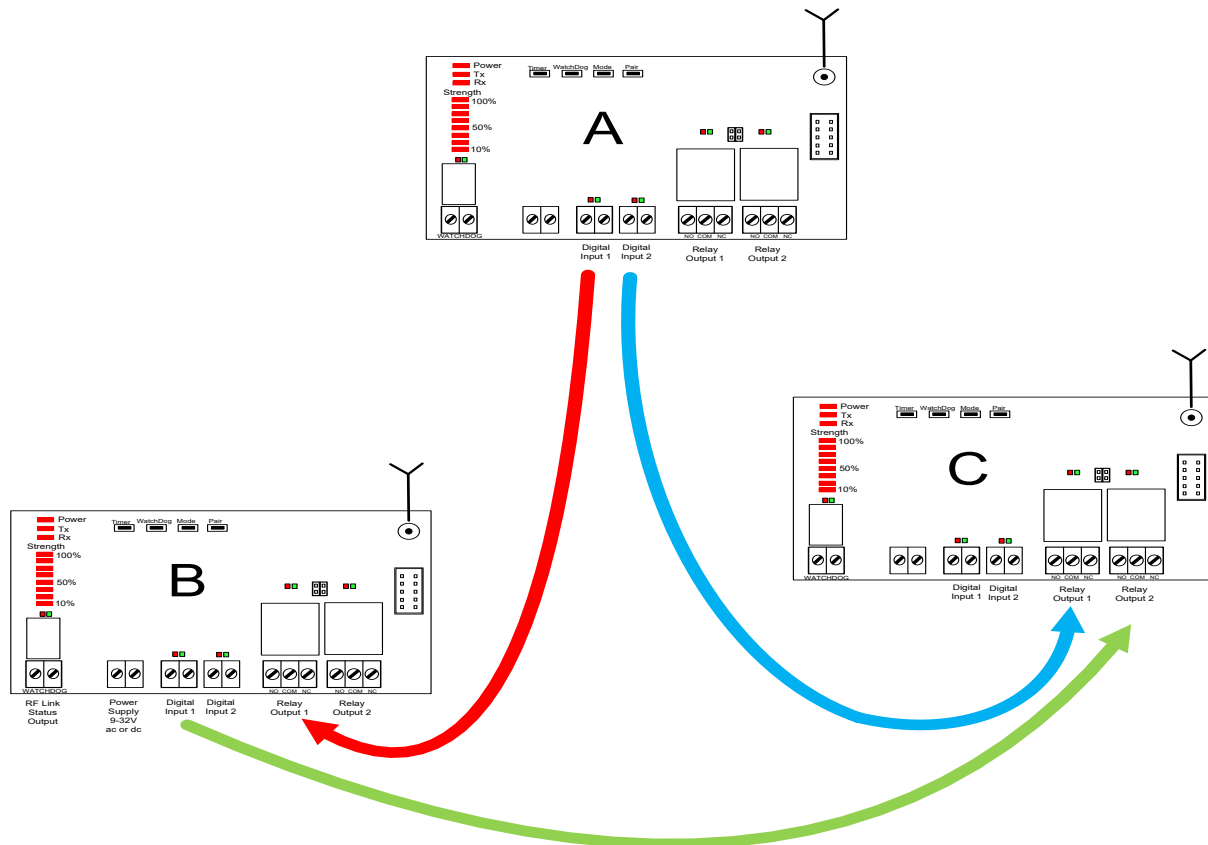 Power
Tx
Rx
Strength
100%
50%
10%
Timer WatchDog Mode Pair
A
WATCHDOG
NO COM NC
NO COM NC
Digital
Input 1
Digital
Input 2
Relay
Output 1
Relay
Output 2
Power
Tx
Rx
Strength
100%
50%
10%
Timer WatchDog Mode Pair
C
WATCHDOG
NO COM NC
NO COM NC
Digital
Input 1
Digital
Input 2
Relay
Output 1
Relay
Output 2
Power
Tx
Rx
Strength
100%
50%
10%
Timer WatchDog Mode Pair
B
WATCHDOG
NO COM NC
NO COM NC
RF Link
Status
Output
Power
Supply
9-32V
ac or dc
Digital
Input 1
Digital
Input 2
Relay
Output 1
Relay
Output 2